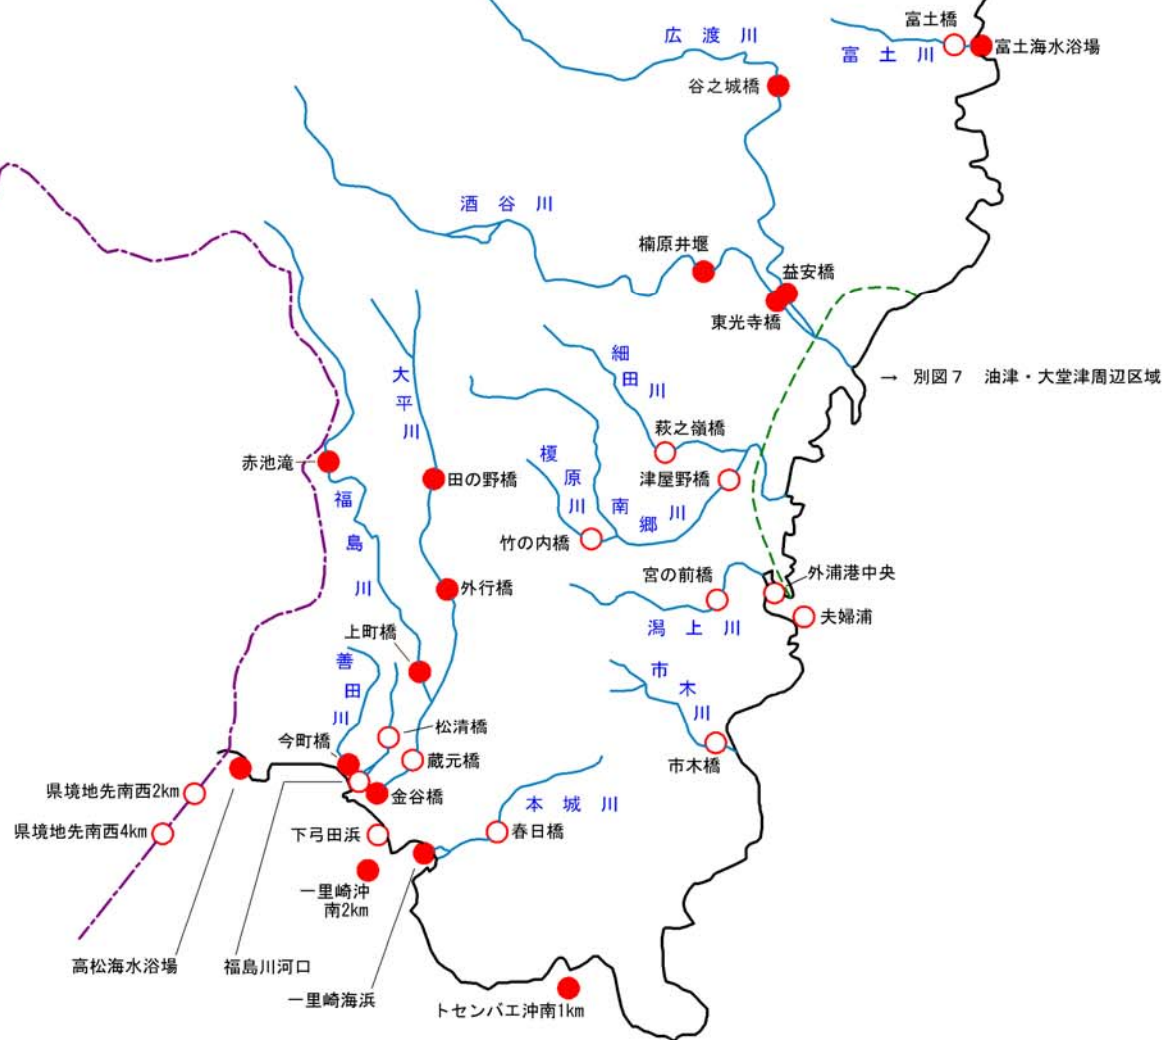 富土橋
広渡川
富土川
富土海水浴場
谷之城橋
酒谷川
楠原井堰
益安橋
東光寺橋
細田川
大平川
→ 別図7 油津・大堂津周辺区域
萩之嶺橋
赤池滝
榎原川
津屋野橋
田の野橋
福島川
南郷川
竹の内橋
宮の前橋
外浦港中央
外行橋
夫婦浦
潟上川
上町橋
善田川
市木川
松清橋
今町橋
蔵元橋
市木橋
県境地先南西2km
金谷橋
本城川
県境地先南西4km
下弓田浜
春日橋
一里崎沖
南2km
高松海水浴場
福島川河口
一里崎海浜
トセンバエ沖南1km